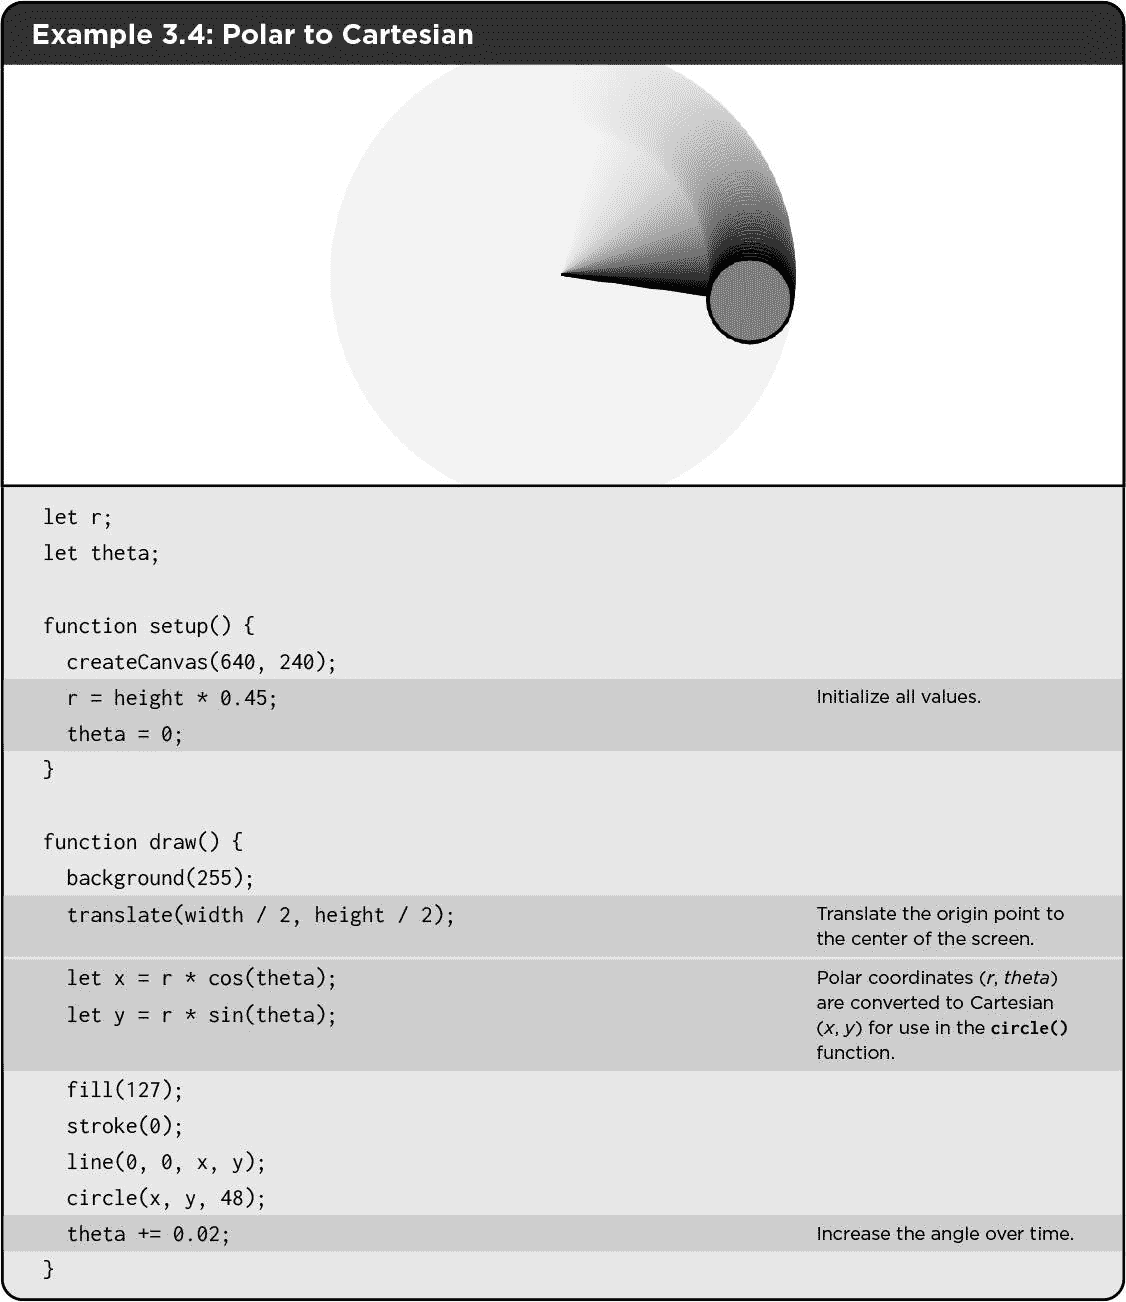 Example 3.4: Polar to Cartesian
let r;
let theta;
function setup() {
createCanvas(640, 240);
r = height * 0.45;
Initialize all values.
theta = 0;
}
function draw() {
background(255);
translate(width / 2, height / 2);
Translate the origin point to
the center of the screen.
let x = r * cos(theta);
let y = r * sin(theta);
Polar coordinates (r, theta)
are converted to Cartesian
(x, y) for use in the circle()
function.
fill(127);
stroke(0);
line(0, 0, x, y);
circle(x, y, 48);
theta += 0.02;
Increase the angle over time.
}